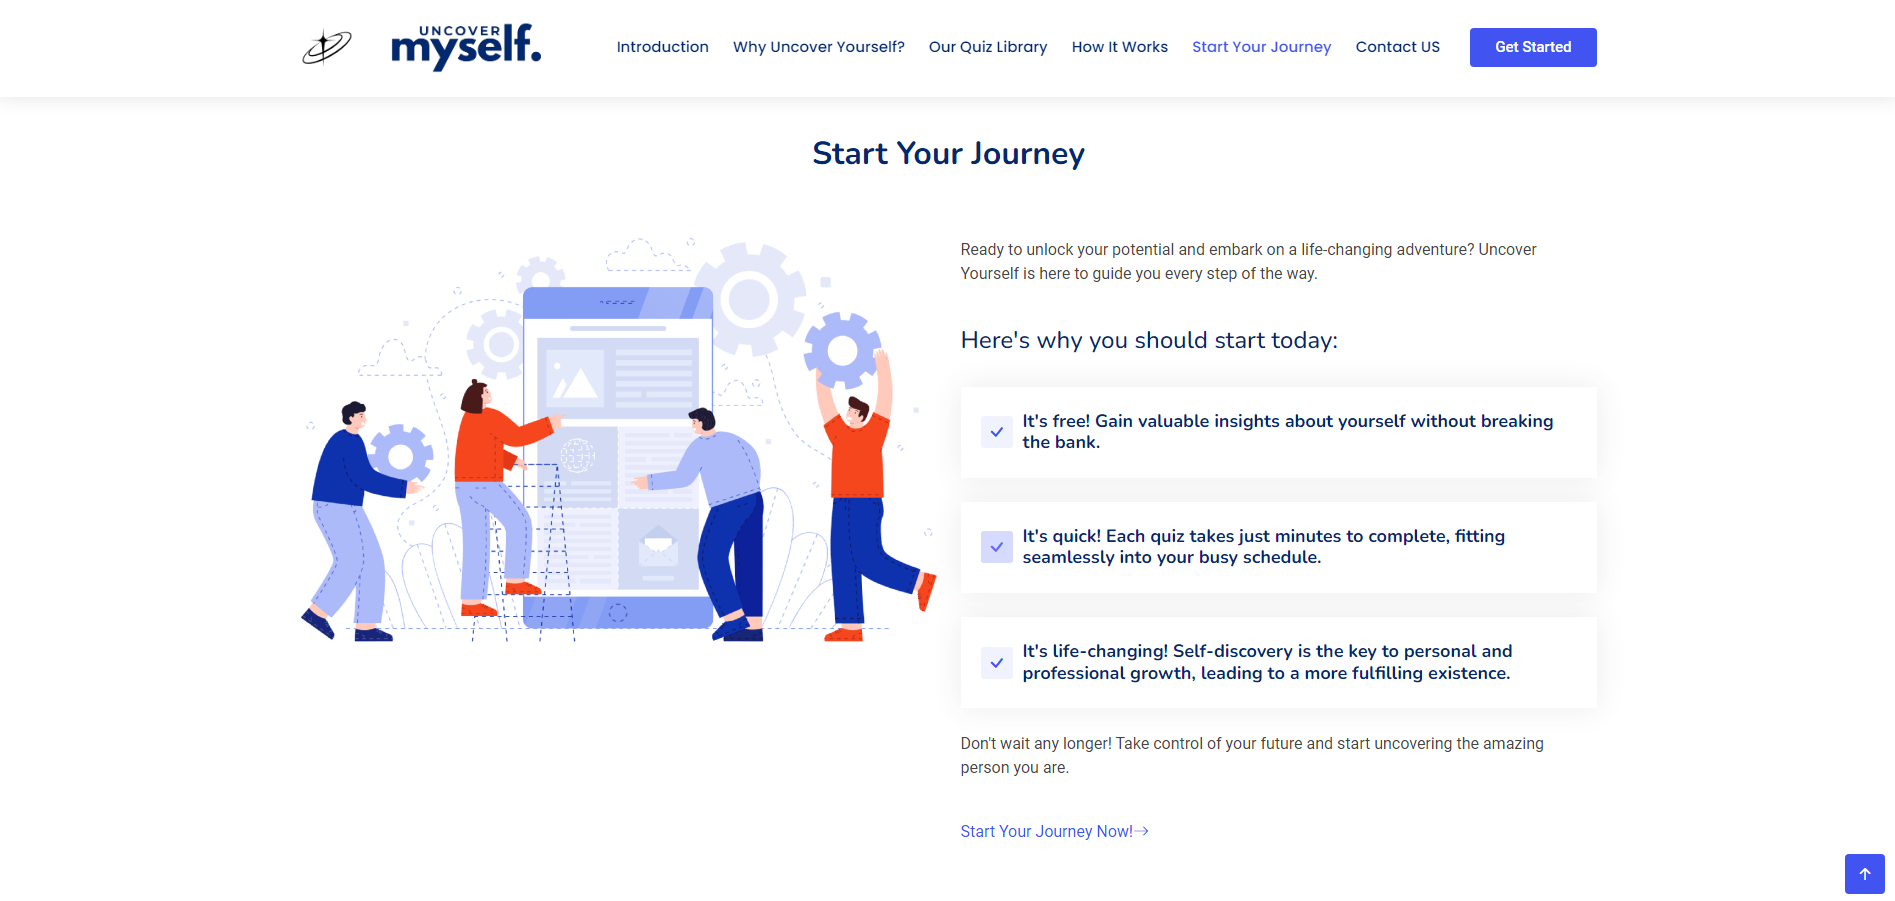 UNCOVER
myself.
Introduction
Why Uncover Yourself?
Our Quiz Library
How It Works
Start Your Journey
Contact US
Get Started
Start Your Journey
Ready to unlock your potential and embark on a life-changing adventure? Uncover
Yourself is here to guide you every step of the way.
Here's why you should start today:
It's free! Gain valuable insights about yourself without breaking
the bank.
It's quick! Each quiz takes just minutes to complete, fitting
seamlessly into your busy schedule.
It's life-changing! Self-discovery is the key to personal and
professional growth, leading to a more fulfilling existence.
Don't wait any longer! Take control of your future and start uncovering the amazing
person you are.
Start Your Journey Now!→